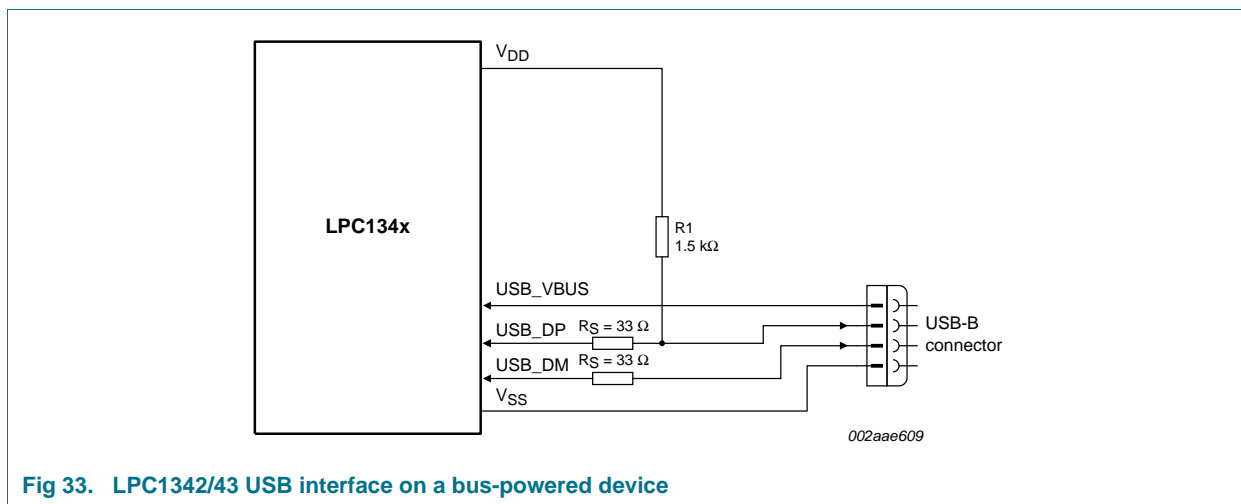 VDD
LPC134x
R1
1.5 kΩ
USB_VBUS
USB_DP RS = 33 Ω
USB_DM RS = 33 Ω
VSS
USB-B
connector
002aae609
Fig 33. LPC1342/43 USB interface on a bus-powered device